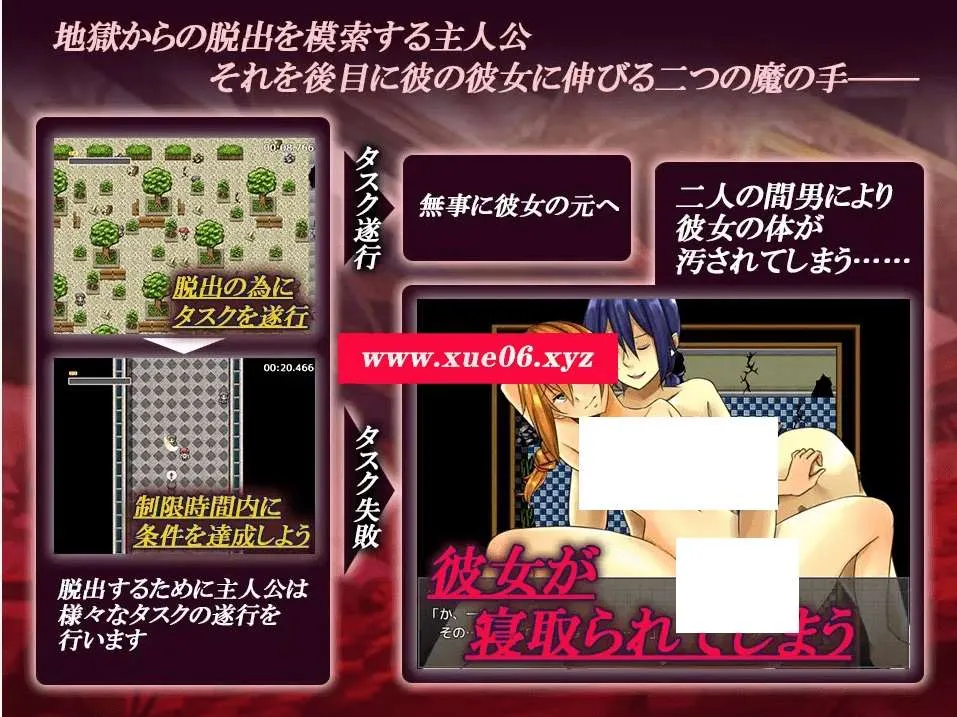 地獄からの脱出を模索する主人公
それを後目に彼の彼女に伸びる二つの魔の手――
00:08.766
脱出の為に
タスクを遂行
00:20.466
制限時間内に
条件を達成しよう
脱出するために主人公は
様々なタスクの遂行を
行います
タスク遂行
無事に彼女の元へ
タスク失敗
二人の間男により
彼女の体が
汚されてしまう……
www.xue06.xyz
彼女が
寝取られてしまう
「か、
その